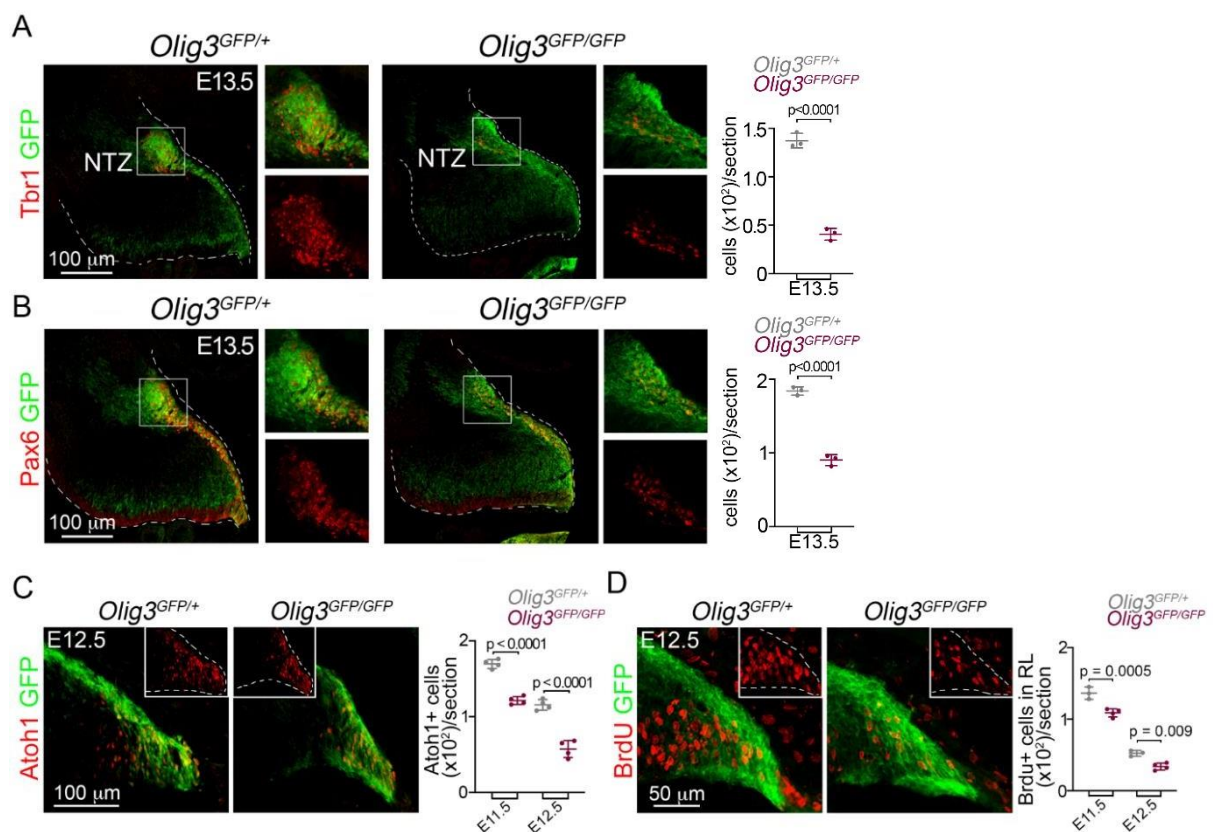 A
Olig3GFP/+
Olig3GFP/GFP
E13.5
NTZ
NTZ
Tbr1 GFP
100 µm
Olig3GFP/+
Olig3GFP/GFP
p<0.0001
cells (x10²)/section
1.5
0.5
0
E13.5
B
Olig3GFP/+
Olig3GFP/GFP
E13.5
Pax6 GFP
100 µm
Olig3GFP/+
Olig3GFP/GFP
p<0.0001
cells (x10²)/section
2
1
0
E13.5
C
Olig3GFP/+
Olig3GFP/GFP
E12.5
Atoh1 GFP
100 µm
Olig3GFP/+
Olig3GFP/GFP
p < 0.0001
p <0.0001
Atoh1+ cells
(x10²)/section
2
1
0
E11.5
E12.5
D
Olig3GFP/+
Olig3GFP/GFP
E12.5
BrdU GFP
50 µm
Olig3GFP/+
Olig3GFP/GFP
p = 0.0005
p = 0.009
Brdu+ cells in RL
(x10²)/section
2
1
0
E11.5
E12.5